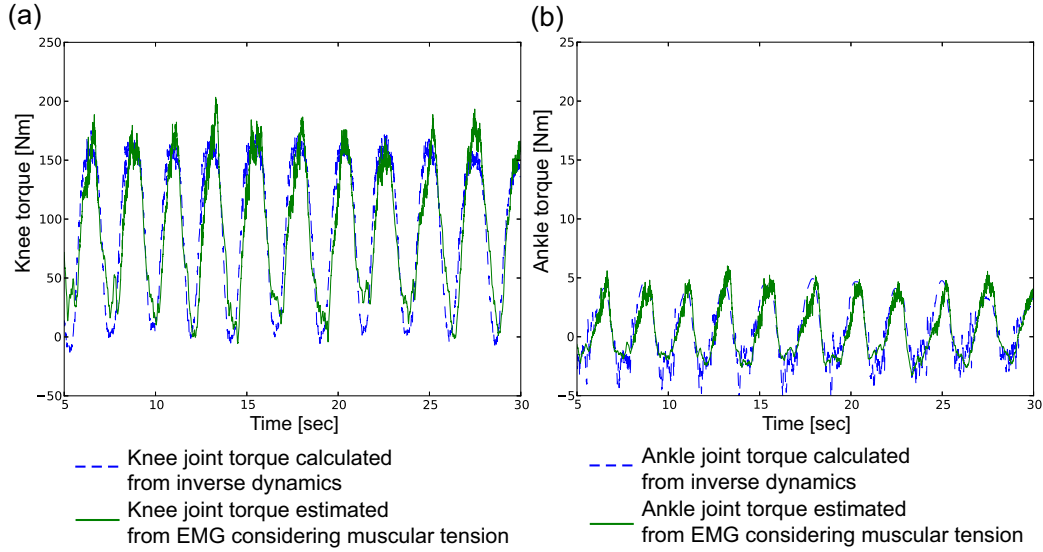 (a)
250
200
150
100
50
0
−50
Knee torque [Nm]
5 10 15 20 25 30
Time [sec]
Knee joint torque calculated
from inverse dynamics
Knee joint torque estimated
from EMG considering muscular tension
(b)
25
20
15
10
5
0
−5
Ankle torque [Nm]
5 10 15 20 25 30
Time [sec]
Ankle joint torque calculated
from inverse dynamics
Ankle joint torque estimated
from EMG considering muscular tension